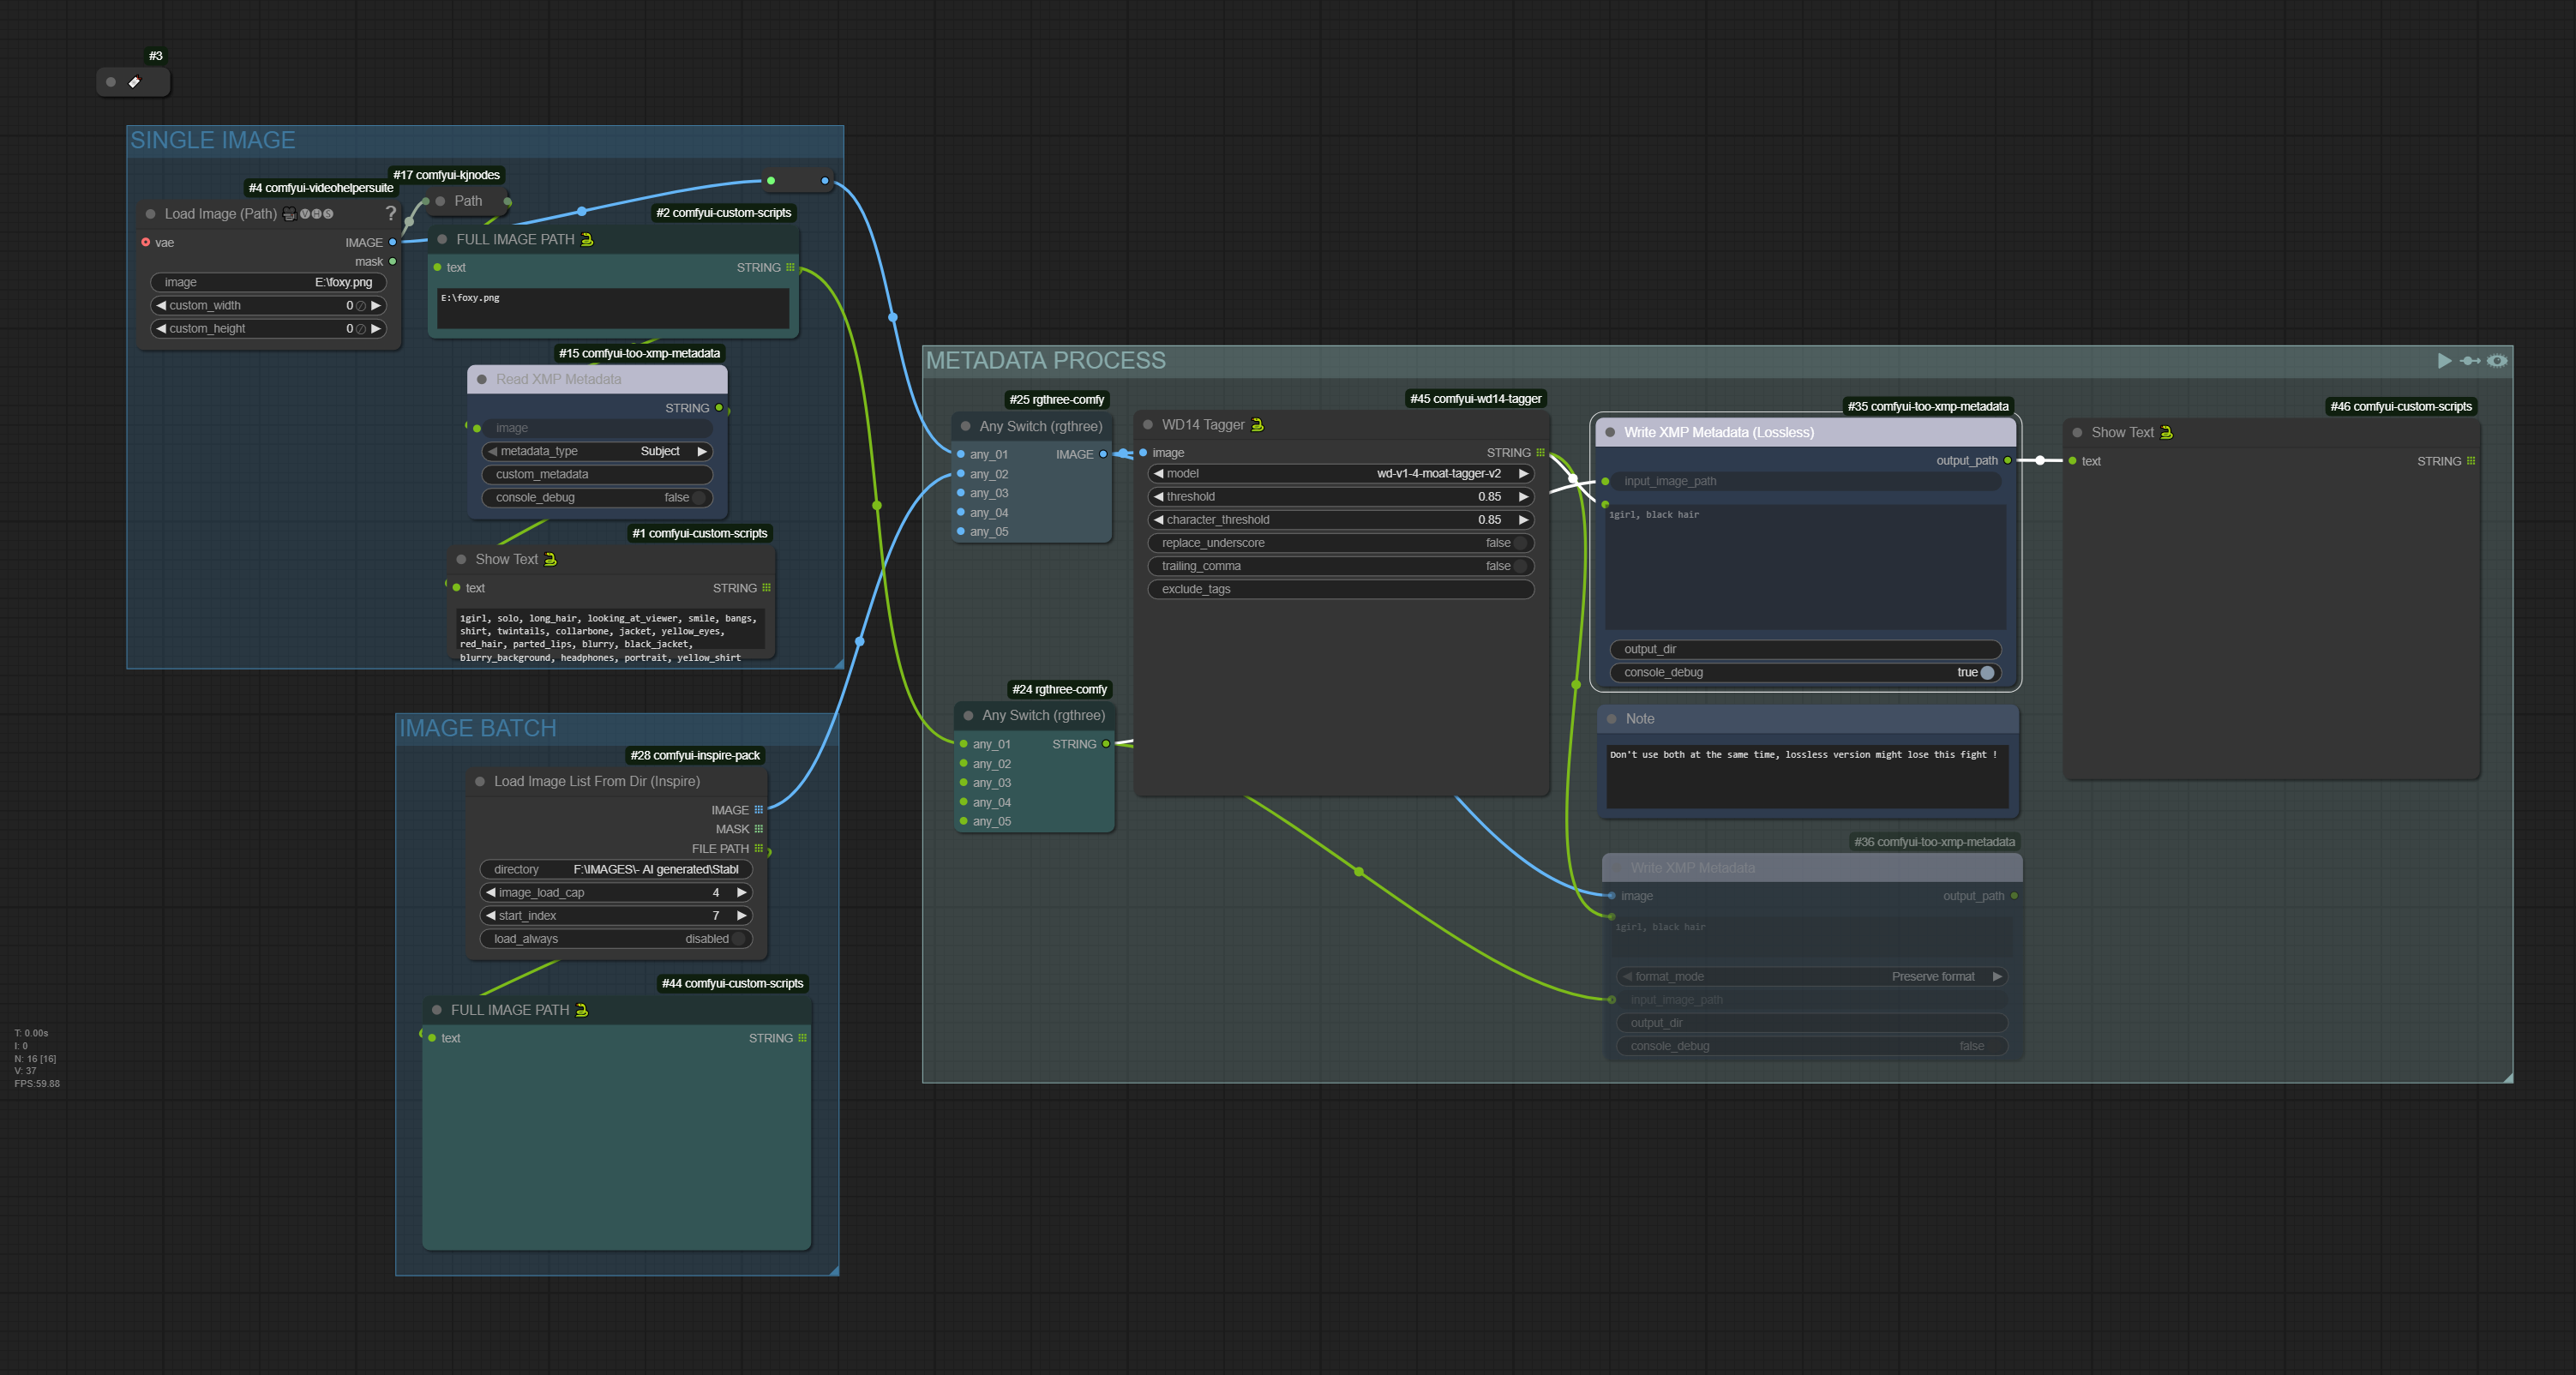 #3
SINGLE IMAGE
#4 comfyui-videohelpersuite
Load Image (Path) VHS ?
vae IMAGE
mask
image E:\foxy.png
custom_width 0
custom_height 0
#17 comfyui-kjnodes
Path
#2 comfyui-custom-scripts
FULL IMAGE PATH
text STRING
E:\foxy.png
#15 comfyui-too-xmp-metadata
Read XMP Metadata
STRING
image
metadata_type Subject
custom_metadata
console_debug false
#1 comfyui-custom-scripts
Show Text
text STRING
1girl, solo, long_hair, looking_at_viewer, smile, bangs,
shirt, twintails, collarbone, jacket, yellow_eyes,
red_hair, parted_lips, blurry, black_jacket,
blurry_background, headphones, portrait, yellow_shirt
IMAGE BATCH
#28 comfyui-inspire-pack
Load Image List From Dir (Inspire)
IMAGE
MASK
FILE PATH
directory F:\IMAGES\- AI generated\Stabl
image_load_cap 4
start_index 7
load_always disabled
#44 comfyui-custom-scripts
FULL IMAGE PATH
text STRING
METADATA PROCESS
#25 rgthree-comfy
Any Switch (rgthree)
any_01 IMAGE
any_02
any_03
any_04
any_05
#24 rgthree-comfy
Any Switch (rgthree)
any_01 STRING
any_02
any_03
any_04
any_05
#45 comfyui-wd14-tagger
WD14 Tagger
image STRING
model wd-v1-4-moat-tagger-v2
threshold 0.85
character_threshold 0.85
replace_underscore false
trailing_comma false
exclude_tags
#35 comfyui-too-xmp-metadata
Write XMP Metadata (Lossless)
output_path
input_image_path
1girl, black hair
output_dir
console_debug true
Note
Don't use both at the same time, lossless version might lose this fight !
#36 comfyui-too-xmp-metadata
Write XMP Metadata
image output_path
1girl, black hair
format_mode Preserve format
input_image_path
output_dir
console_debug false
#46 comfyui-custom-scripts
Show Text
text STRING
T: 0.00s
I: 0
N: 16 [16]
V: 37
FPS:59.88